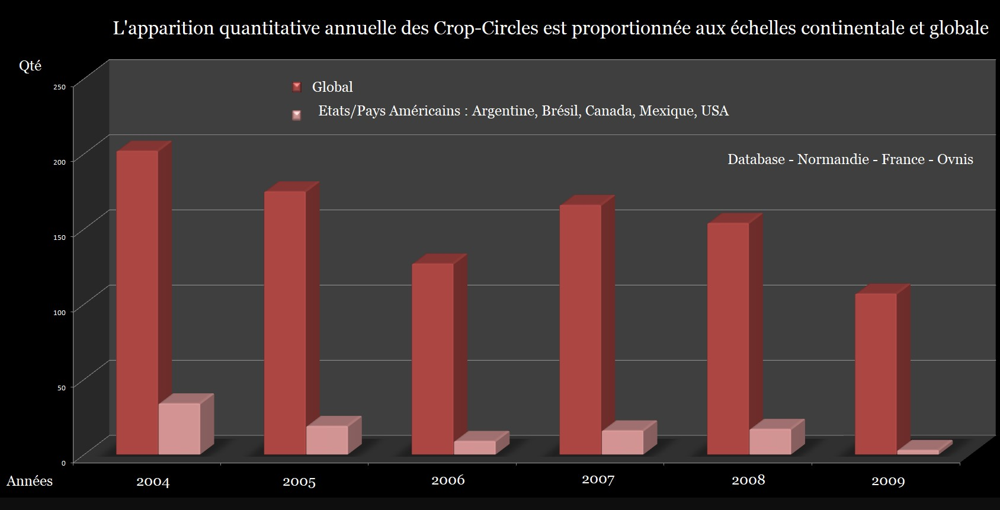 L'apparition quantitative annuelle des Crop-Circles est proportionnée aux échelles continentale et globale
Qté
250
Global
Etats/Pays Américains : Argentine, Brésil, Canada, Mexique, USA
200
Database - Normandie - France - Ovnis
150
100
50
0
Années 2004 2005 2006 2007 2008 2009